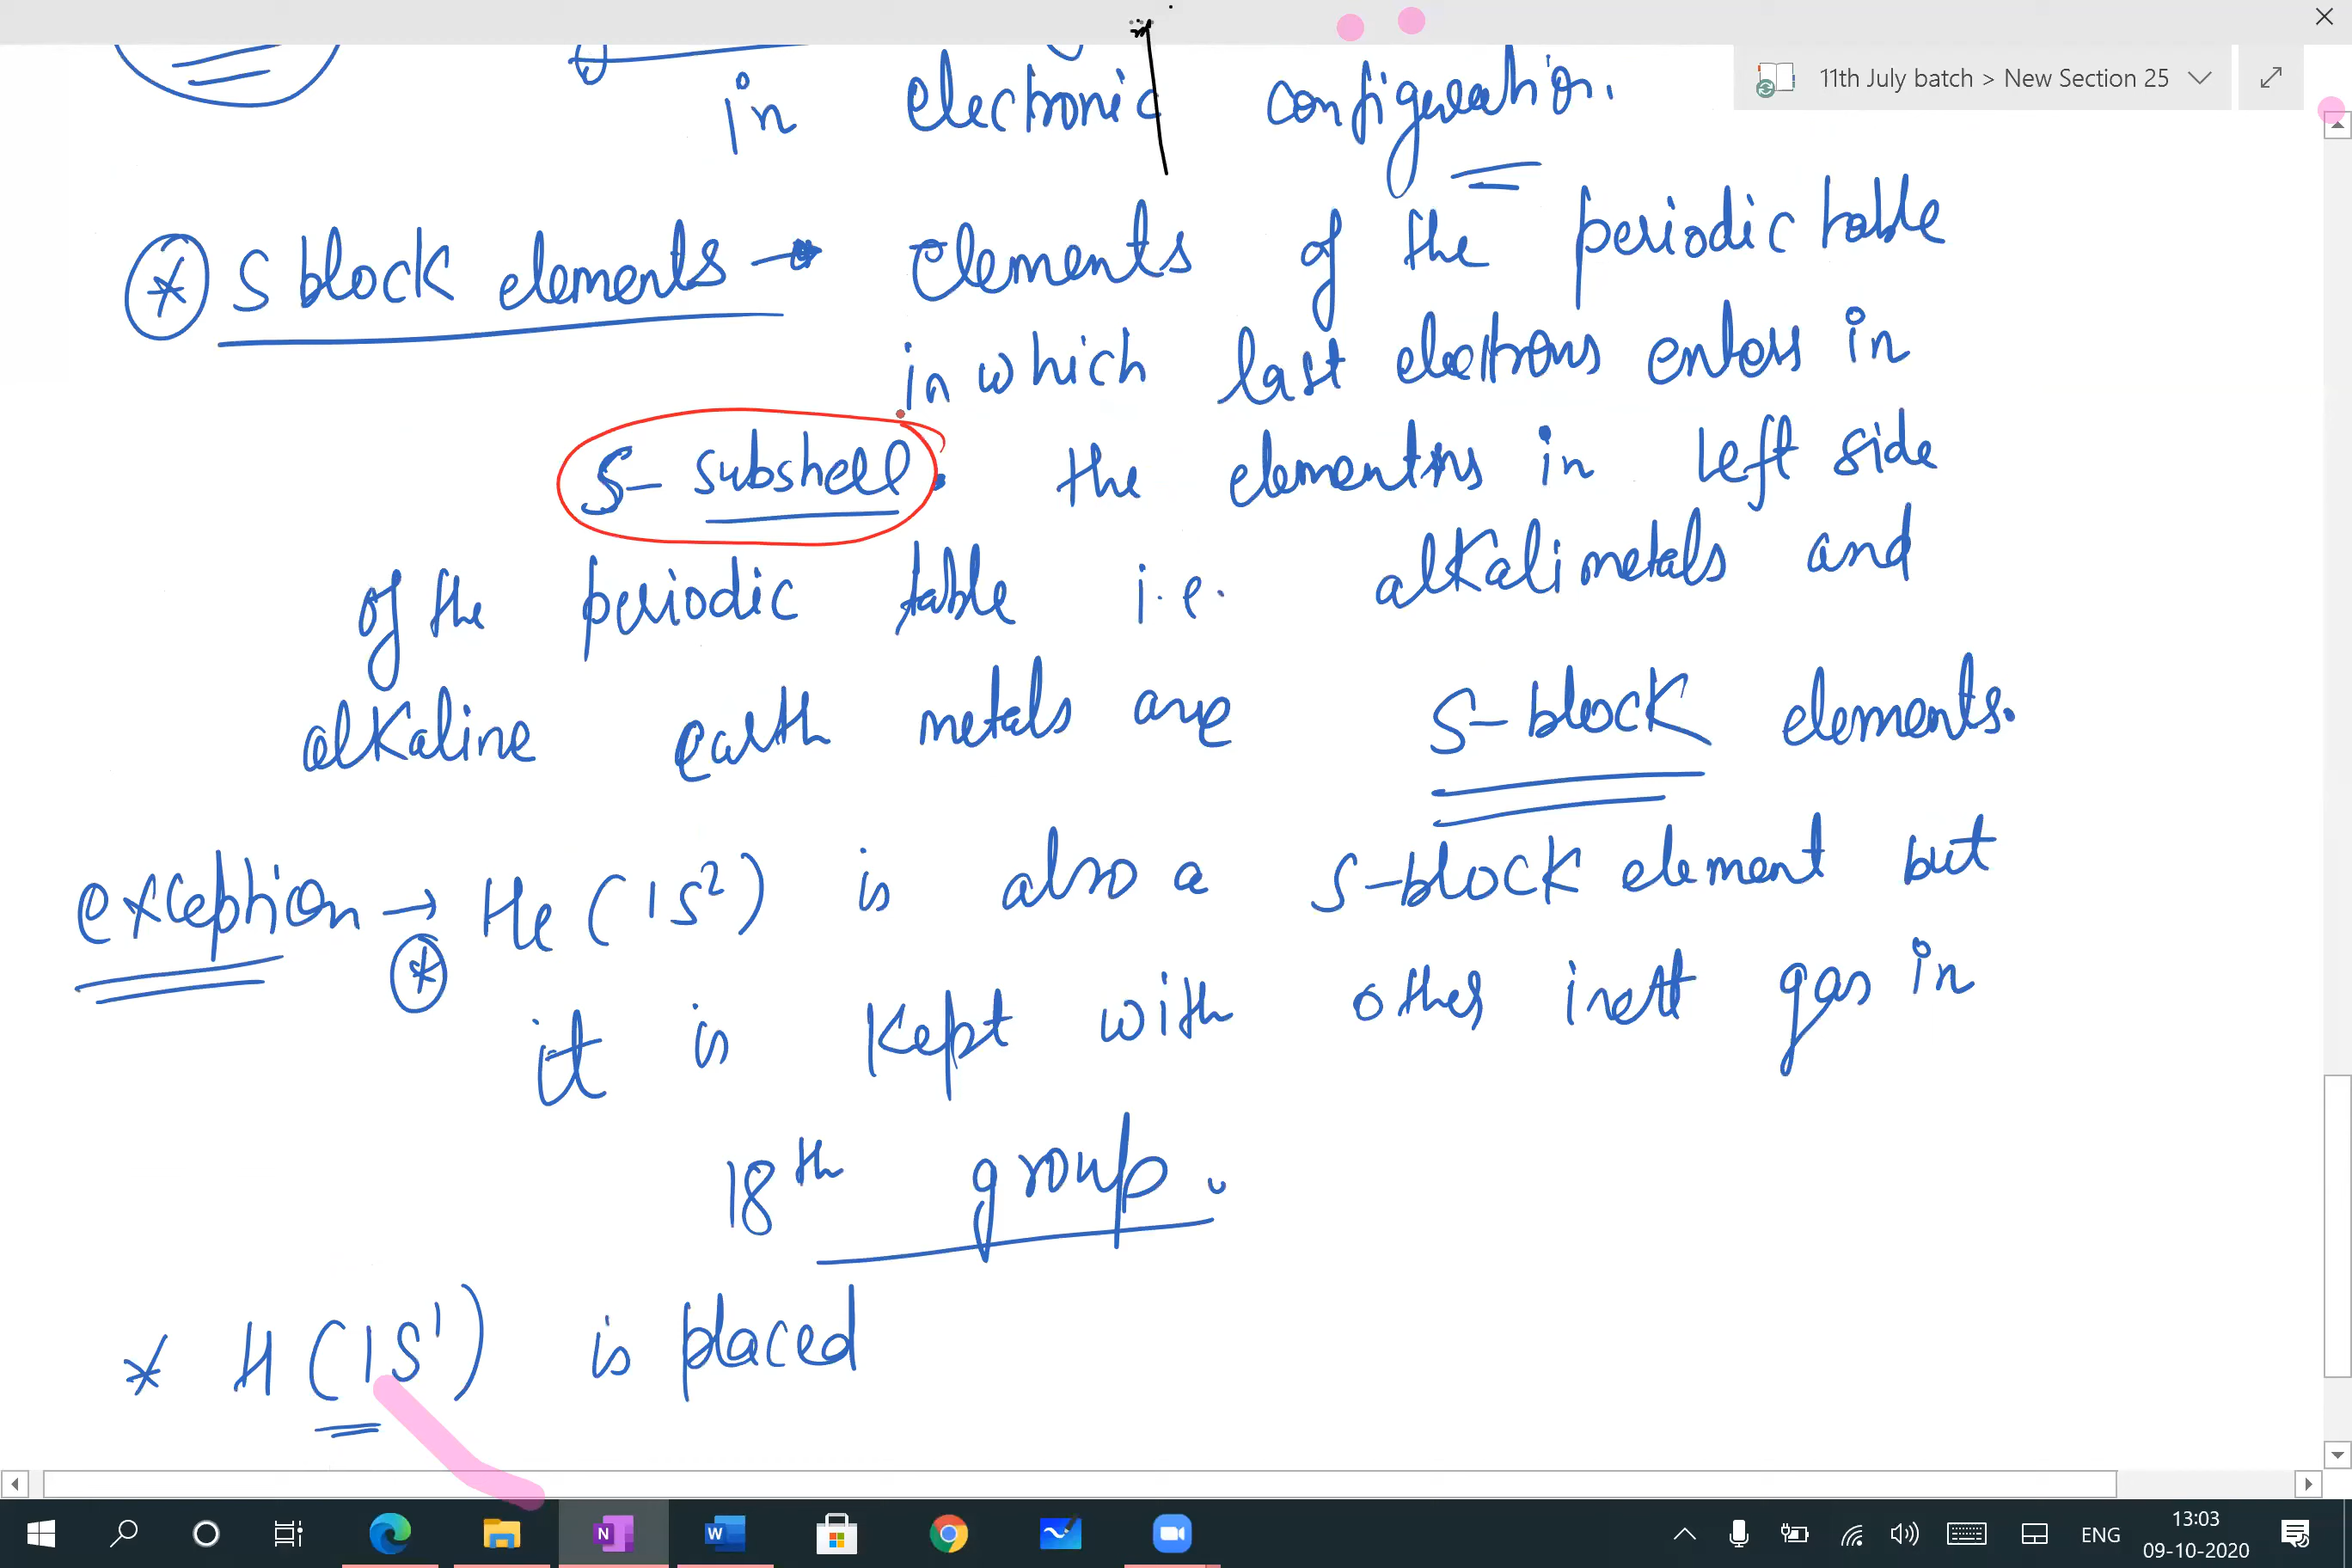 11th July batch > New Section 25
in electronic configuration.
* S block elements → elements of the periodic table
in which last electrons enters in
S- subshell. the elements in left side
of the periodic table i.e. alkali metals and
alkaline earth metals are S-block elements.
exception → He (1S²) is also a S-block element but
* it is kept with other inert gas in
18th group.
* H (1S¹) is placed
ENG
13:03
09-10-2020